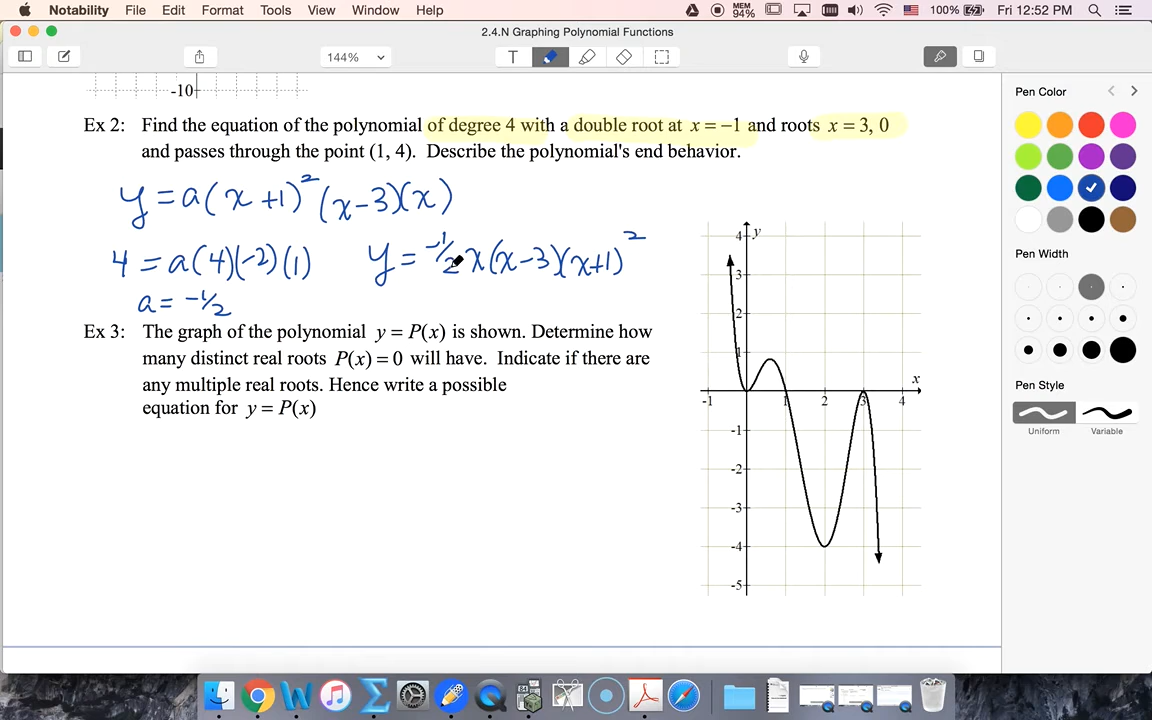 Notability File Edit Format Tools View Window Help MEM 94% 100% Fri 12:52 PM
2.4.N Graphing Polynomial Functions
144% T
-10
Ex 2: Find the equation of the polynomial of degree 4 with a double root at x = −1 and roots x = 3, 0
and passes through the point (1, 4). Describe the polynomial's end behavior.
y = a(x+1)²(x-3)(x)
4 = a(4)(-2)(1) y = -1/2 x(x-3)(x+1)²
a = -1/2
Ex 3: The graph of the polynomial y = P(x) is shown. Determine how
many distinct real roots P(x) = 0 will have. Indicate if there are
any multiple real roots. Hence write a possible
equation for y = P(x)
4 y
3
2
1
x
-1 1 2 3 4
-1
-2
-3
-4
-5
Pen Color
Pen Width
Pen Style
Uniform Variable